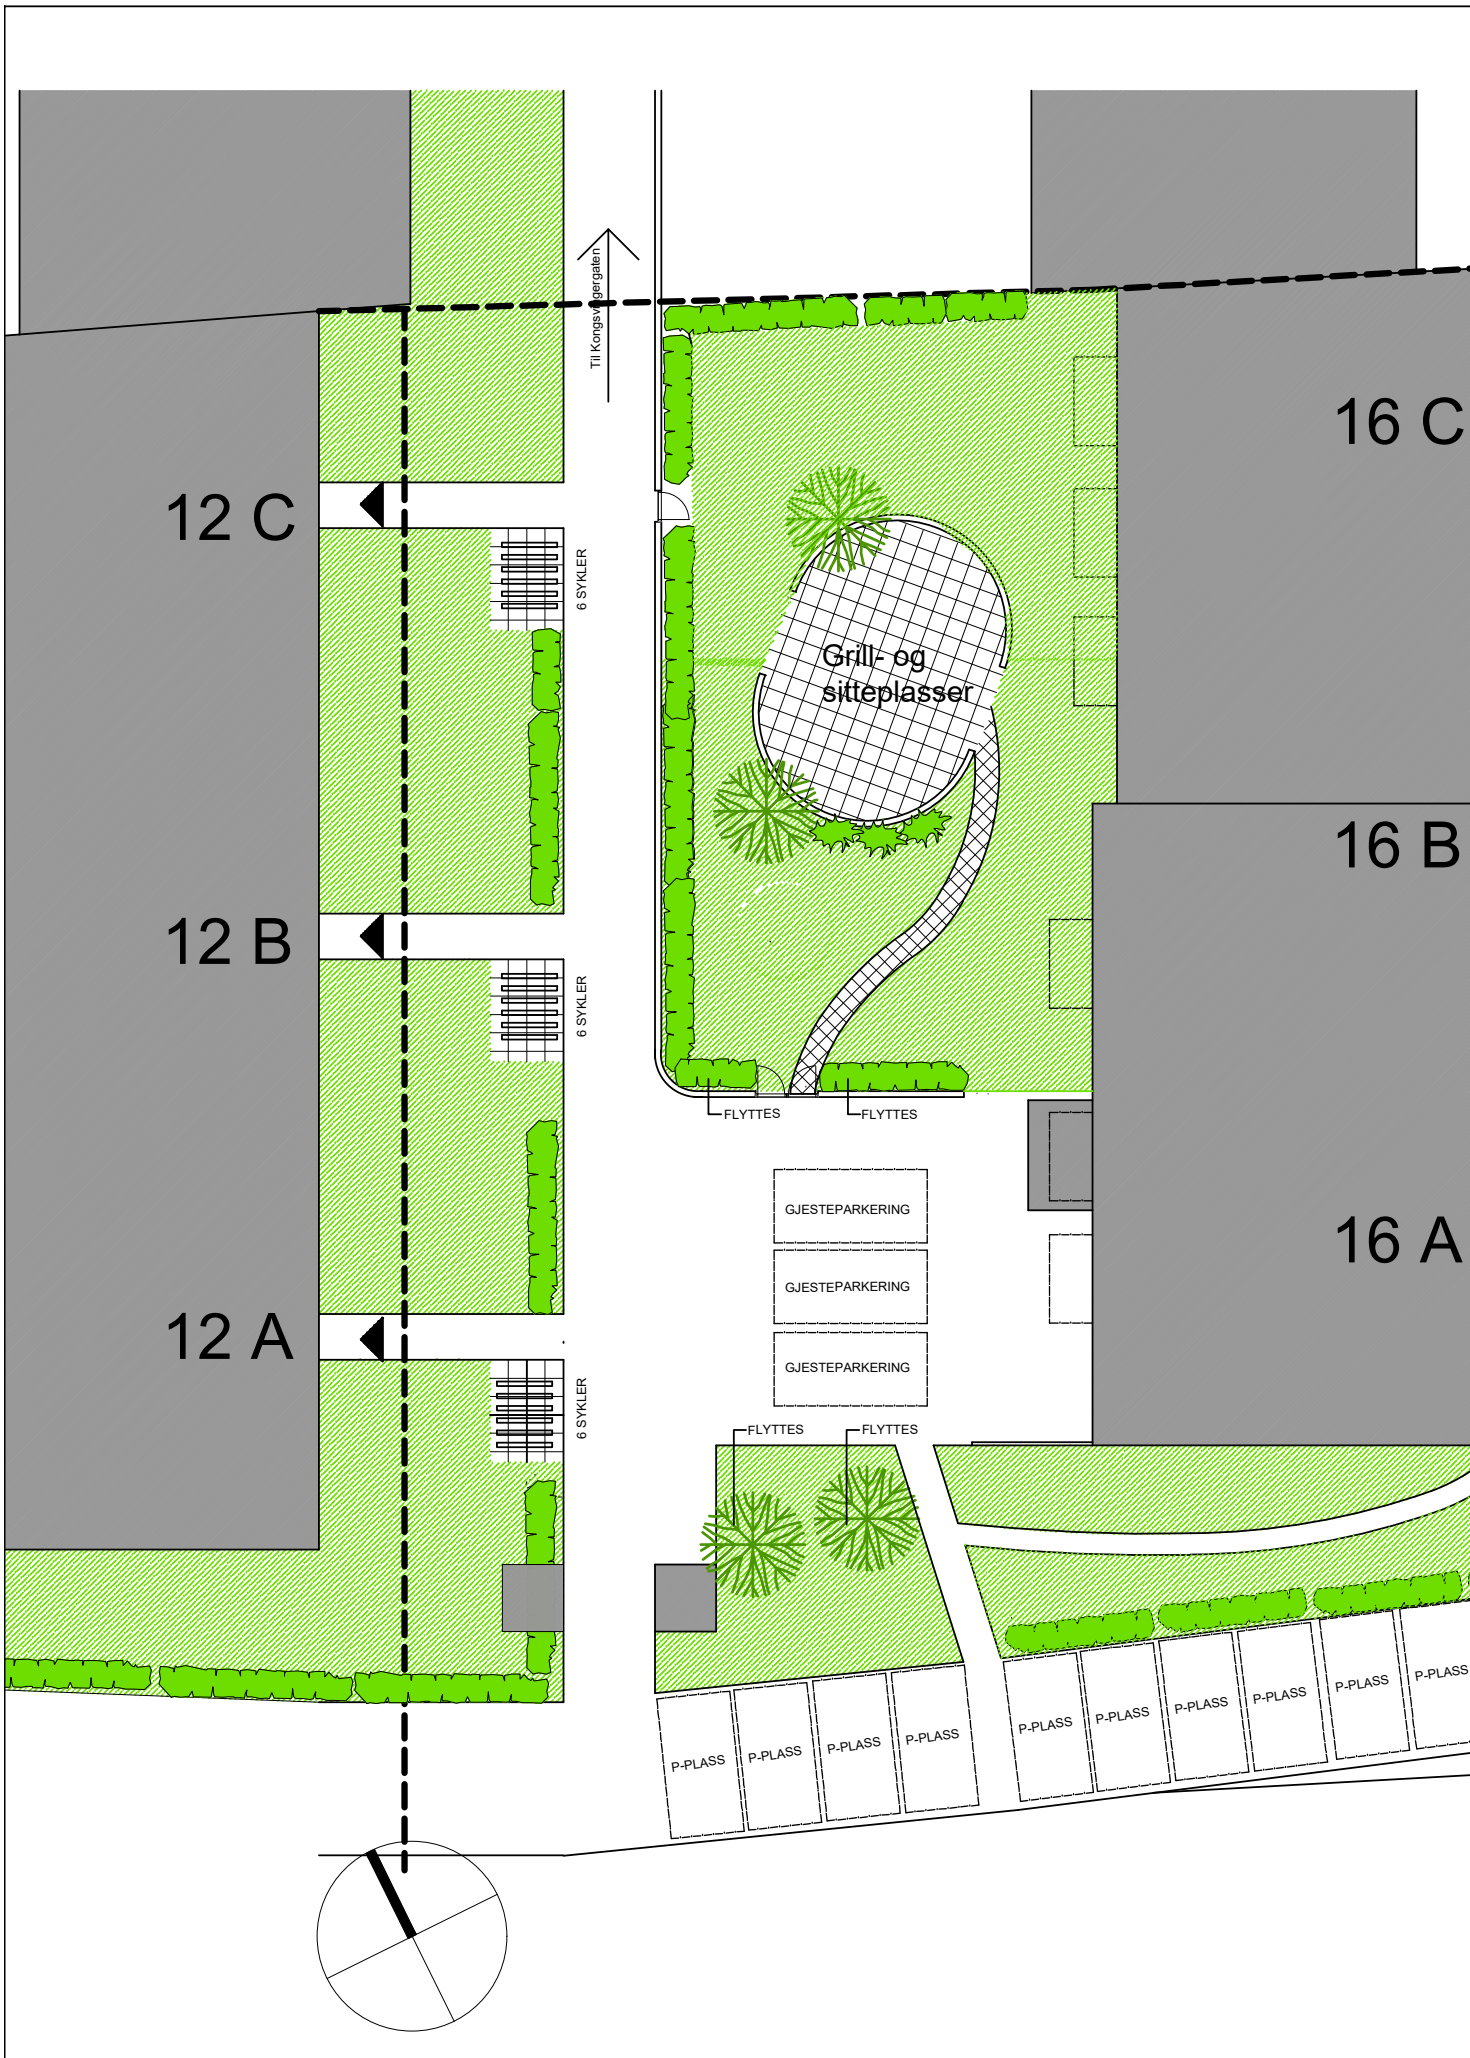 Til Kongsvingergaten
16 C
12 C
6 SYKLER
Grill- og
sitteplasser
16 B
12 B
6 SYKLER
FLYTTES
FLYTTES
GJESTEPARKERING
16 A
GJESTEPARKERING
12 A
GJESTEPARKERING
6 SYKLER
FLYTTES
FLYTTES
P-PLASS
P-PLASS
P-PLASS
P-PLASS
P-PLASS
P-PLASS
P-PLASS
P-PLASS
P-PLASS
P-PLASS